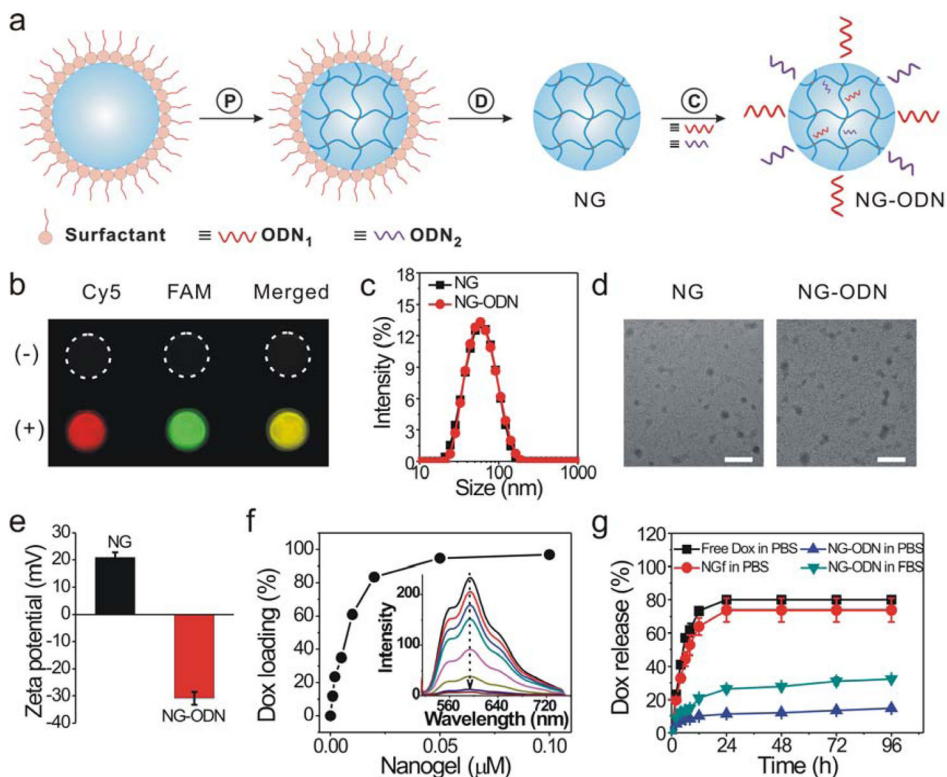 a
P
D
C
≡
≡
NG
NG-ODN
Surfactant
≡ ODN1
≡ ODN2
b
Cy5
FAM
Merged
(-)
(+)
c
Intensity (%)
18
15
12
9
6
3
0
NG
NG-ODN
10
100
1000
Size (nm)
d
NG
NG-ODN
e
Zeta potential (mV)
30
20
10
0
-10
-20
-30
-40
NG
NG-ODN
f
Dox loading (%)
100
80
60
40
20
0
0.00
0.05
0.10
Nanogel (μM)
Intensity
200
100
0
560
640
720
Wavelength (nm)
g
Dox release (%)
120
100
80
60
40
20
0
Free Dox in PBS
NG-ODN in PBS
NGf in PBS
NG-ODN in FBS
0
24
48
72
96
Time (h)